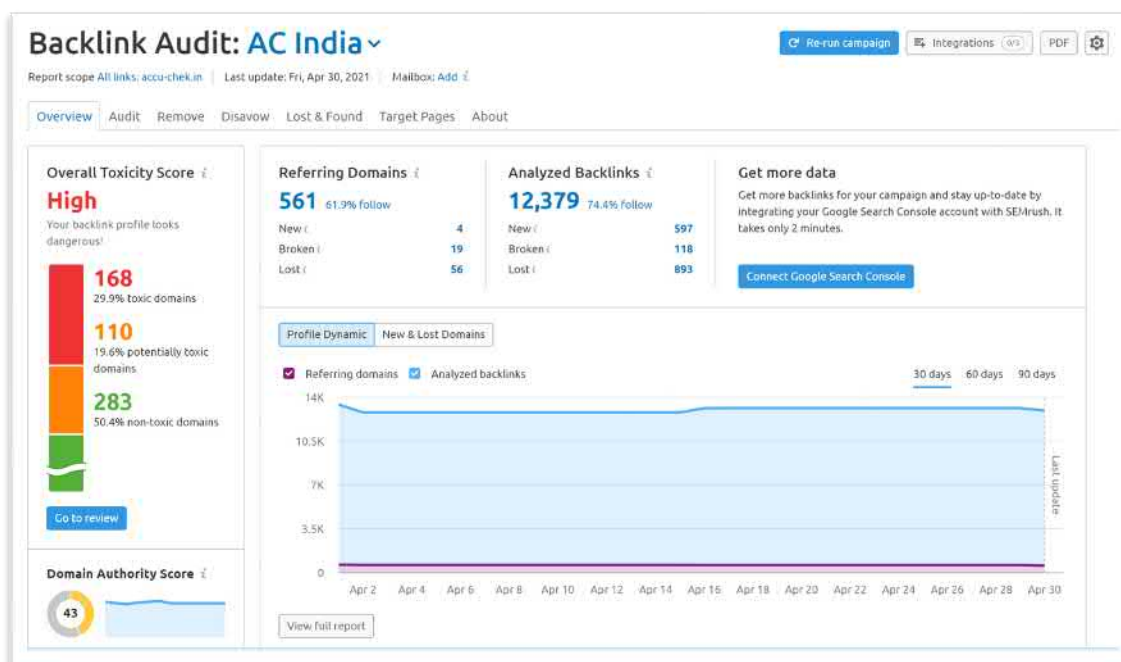 Backlink Audit: AC India
Re-run campaign
Integrations 0/3
PDF
Report scope All links: accu-chek.in
Last update: Fri, Apr 30, 2021
Mailbox: Add i
Overview Audit Remove Disavow Lost & Found Target Pages About
Overall Toxicity Score i
High
Your backlink profile looks
dangerous!
168
29.9% toxic domains
110
19.6% potentially toxic
domains
283
50.4% non-toxic domains
Go to review
Domain Authority Score i
43
Referring Domains i
561 61.9% follow
New i 4
Broken i 19
Lost i 56
Analyzed Backlinks i
12,379 74.4% follow
New i 597
Broken i 118
Lost i 893
Get more data
Get more backlinks for your campaign and stay up-to-date by
integrating your Google Search Console account with SEMrush. It
takes only 2 minutes.
Connect Google Search Console
Profile Dynamic New & Lost Domains
Referring domains Analyzed backlinks
30 days 60 days 90 days
14K
10.5K
7K
3.5K
0
Last update
Apr 2 Apr 4 Apr 6 Apr 8 Apr 10 Apr 12 Apr 14 Apr 16 Apr 18 Apr 20 Apr 22 Apr 24 Apr 26 Apr 28 Apr 30
View full report